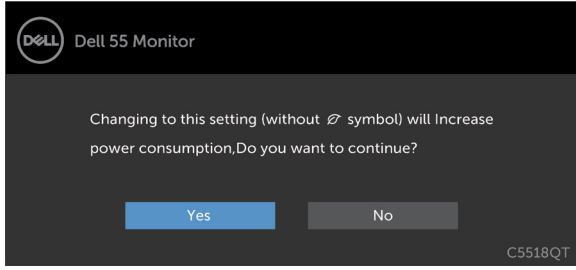 DELL
Dell 55 Monitor
Changing to this setting (without symbol) will Increase
power consumption,Do you want to continue?
Yes
No
C5518QT